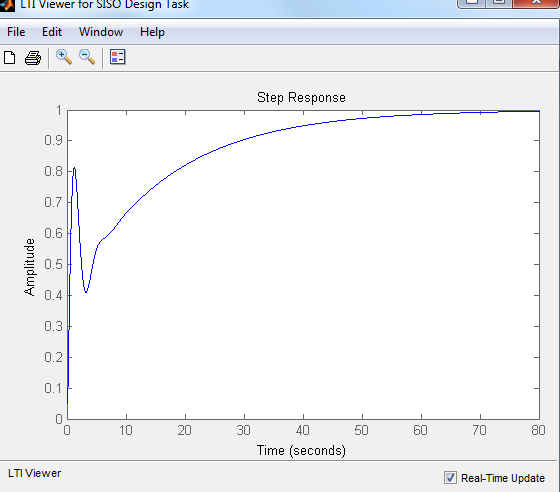 LTI Viewer for SISO Design Task
File Edit Window Help
Step Response
1
0.9
0.8
0.7
0.6
0.5
0.4
0.3
0.2
0.1
0
Amplitude
0 10 20 30 40 50 60 70 80
Time (seconds)
LTI Viewer
Real-Time Update